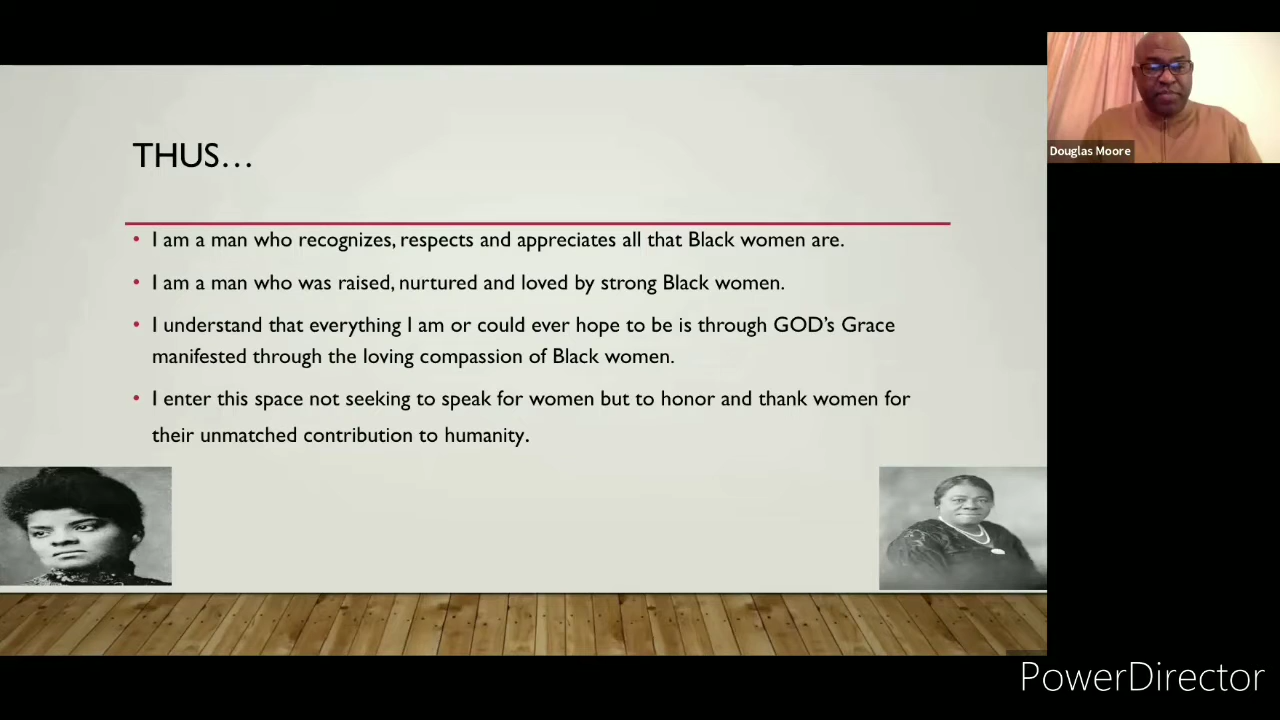 THUS...
• I am a man who recognizes, respects and appreciates all that Black women are.
• I am a man who was raised, nurtured and loved by strong Black women.
• I understand that everything I am or could ever hope to be is through GOD's Grace
manifested through the loving compassion of Black women.
• I enter this space not seeking to speak for women but to honor and thank women for
their unmatched contribution to humanity.
Douglas Moore
PowerDirector